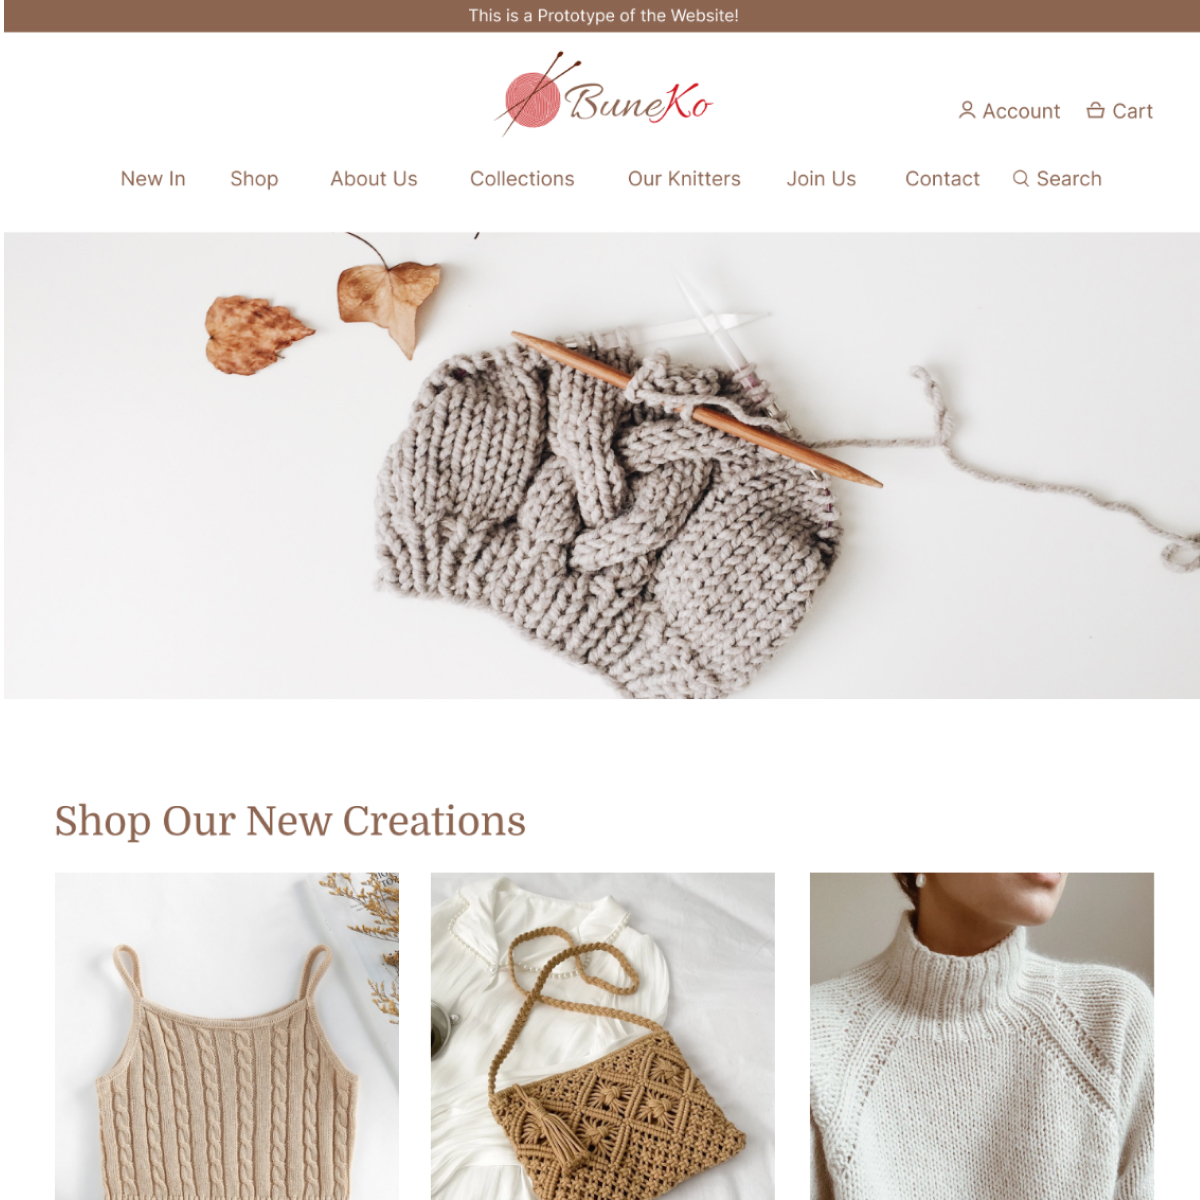 This is a Prototype of the Website!
BuneKo
Account
Cart
New In
Shop
About Us
Collections
Our Knitters
Join Us
Contact
Search
Shop Our New Creations